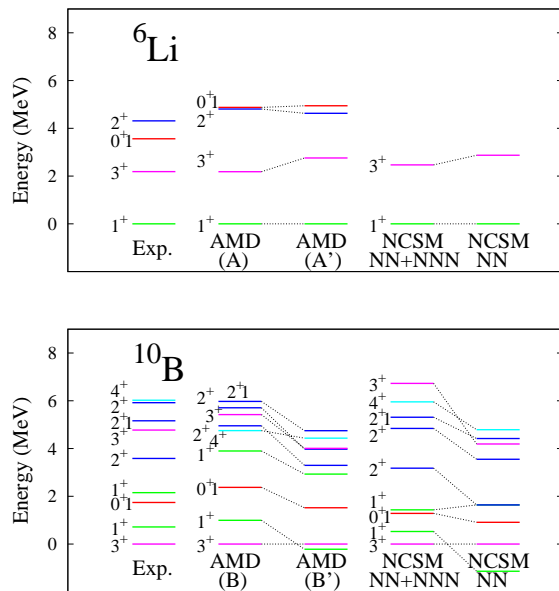 ⁶Li
8
6
4
2
0
Energy (MeV)
2⁺
0⁺1
3⁺
1⁺
Exp.
0⁺1
2⁺
3⁺
1⁺
AMD
(A)
AMD
(A')
3⁺
1⁺
NCSM
NN+NNN
NCSM
NN
¹⁰B
8
6
4
2
0
Energy (MeV)
4⁺
2⁺
2⁺1
3⁺
2⁺
1⁺
0⁺1
1⁺
3⁺
Exp.
2⁺ 2⁺1
3⁺
2⁺ 4⁺
1⁺
0⁺1
1⁺
3⁺
AMD
(B)
AMD
(B')
3⁺
4⁺
2⁺1
2⁺
2⁺
1⁺
0⁺1
1⁺
3⁺
NCSM
NN+NNN
NCSM
NN